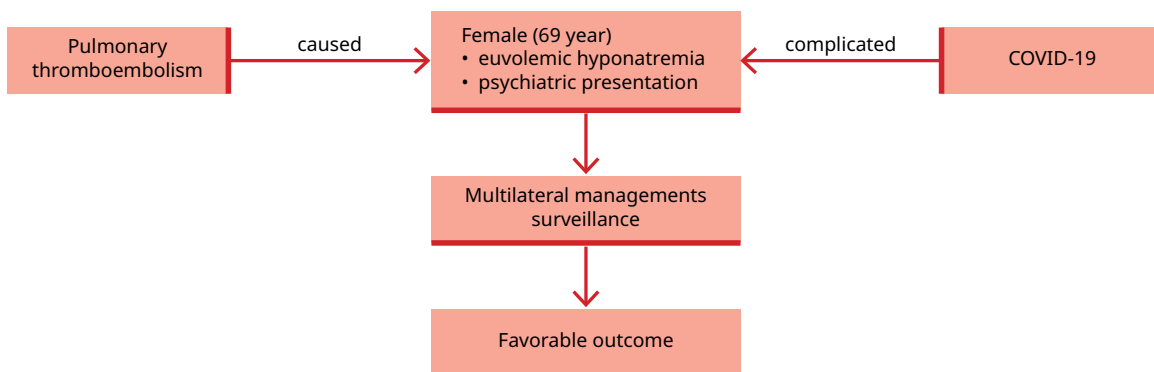 Pulmonary
thromboembolism
caused
Female (69 year)
• euvolemic hyponatremia
• psychiatric presentation
complicated
COVID-19
Multilateral managements
surveillance
Favorable outcome